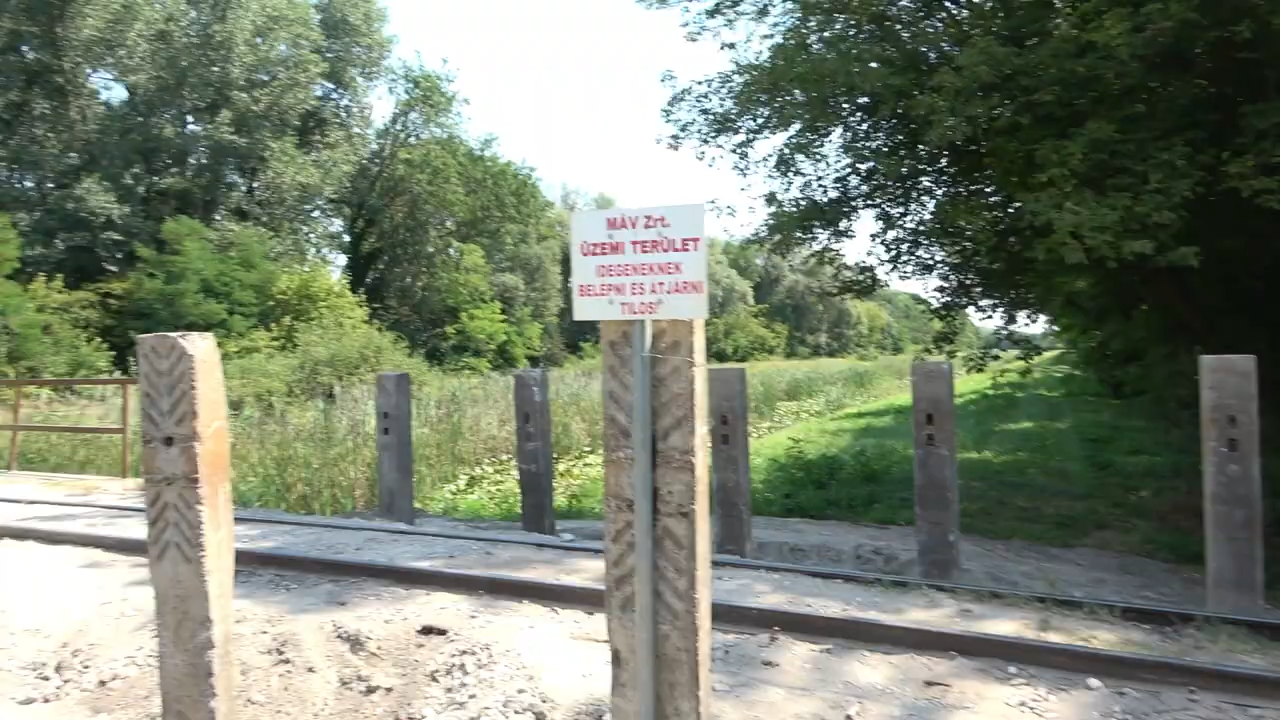 MÁV Zrt.
ÜZEMI TERÜLET
IDEGENEKNEK
BELÉPNI ÉS ÁTJÁRNI
TILOS!